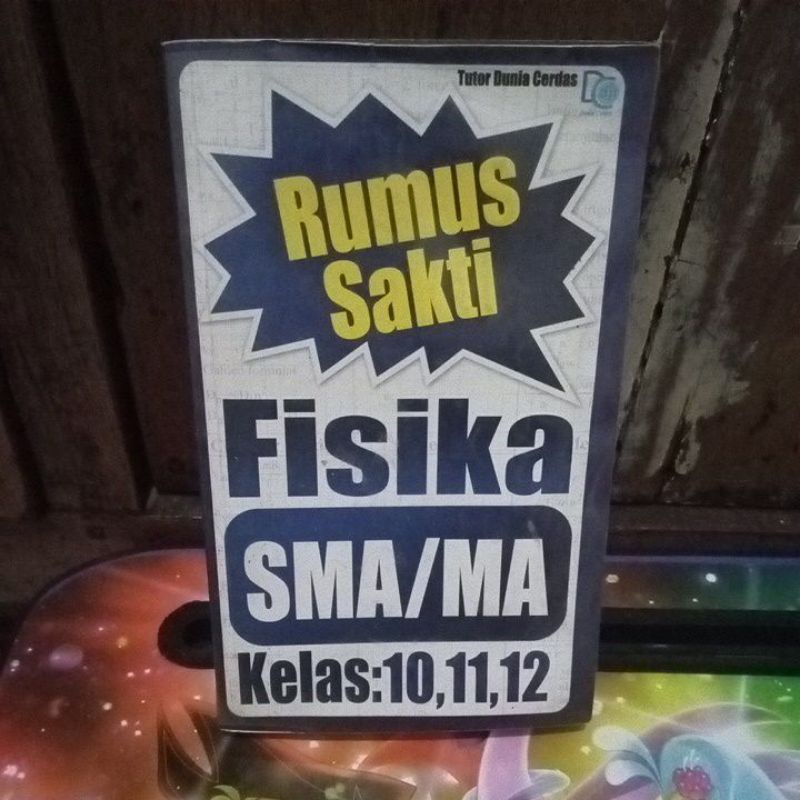 Tutor Dunia Cerdas
Rumus
Sakti
Fisika
SMA/MA
Kelas:10,11,12